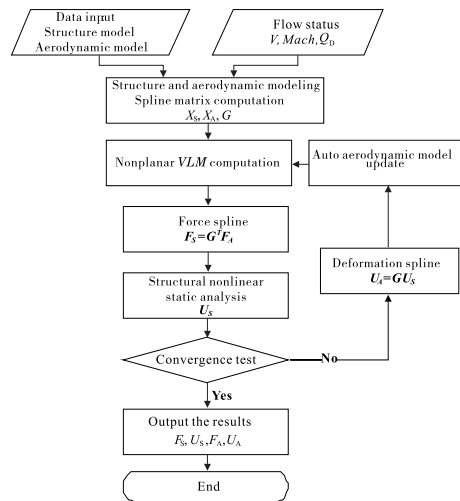 Data input
Structure model
Aerodynamic model
Flow status
V, Mach, Q_D
Structure and aerodynamic modeling
Spline matrix computation
X_S, X_A, G
Nonplanar VLM computation
Auto aerodynamic model
update
Force spline
F_S=G^T F_A
Deformation spline
U_A=GU_S
Structural nonlinear
static analysis
U_S
Convergence test
No
Yes
Output the results
F_S, U_S, F_A, U_A
End